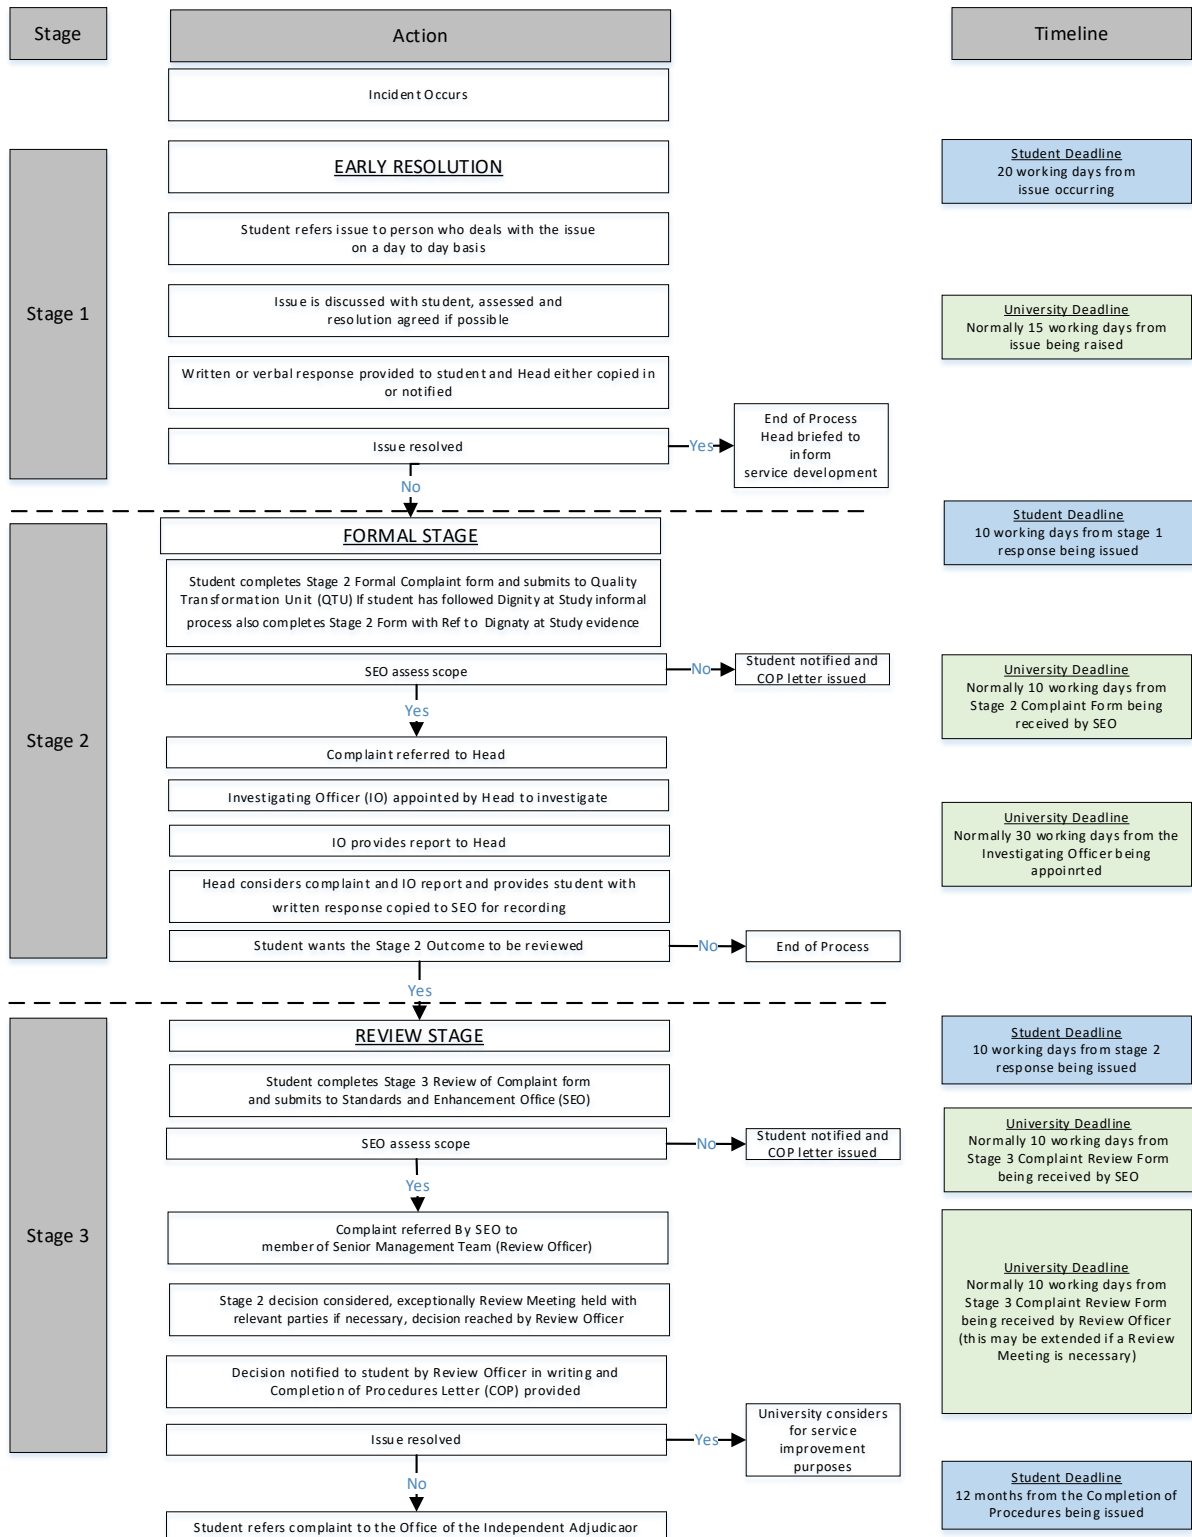 Stage
Action
Timeline
Incident Occurs
Stage 1
EARLY RESOLUTION
Student Deadline
20 working days from
issue occurring
Student refers issue to person who deals with the issue
on a day to day basis
Issue is discussed with student, assessed and
resolution agreed if possible
University Deadline
Normally 15 working days from
issue being raised
Written or verbal response provided to student and Head either copied in
or notified
Issue resolved
Yes
End of Process
Head briefed to
inform
service development
No
Stage 2
FORMAL STAGE
Student Deadline
10 working days from stage 1
response being issued
Student completes Stage 2 Formal Complaint form and submits to Quality
Transformation Unit (QTU) If student has followed Dignity at Study informal
process also completes Stage 2 Form with Ref to Dignaty at Study evidence
SEO assess scope
No
Student notified and
COP letter issued
University Deadline
Normally 10 working days from
Stage 2 Complaint Form being
received by SEO
Yes
Complaint referred to Head
Investigating Officer (IO) appointed by Head to investigate
IO provides report to Head
University Deadline
Normally 30 working days from the
Investigating Officer being
appoinrted
Head considers complaint and IO report and provides student with
written response copied to SEO for recording
Student wants the Stage 2 Outcome to be reviewed
No
End of Process
Yes
Stage 3
REVIEW STAGE
Student Deadline
10 working days from stage 2
response being issued
Student completes Stage 3 Review of Complaint form
and submits to Standards and Enhancement Office (SEO)
SEO assess scope
No
Student notified and
COP letter issued
University Deadline
Normally 10 working days from
Stage 3 Complaint Review Form
being received by SEO
Yes
Complaint referred By SEO to
member of Senior Management Team (Review Officer)
Stage 2 decision considered, exceptionally Review Meeting held with
relevant parties if necessary, decision reached by Review Officer
University Deadline
Normally 10 working days from
Stage 3 Complaint Review Form
being received by Review Officer
(this may be extended if a Review
Meeting is necessary)
Decision notified to student by Review Officer in writing and
Completion of Procedures Letter (COP) provided
Issue resolved
Yes
University considers
for service
improvement
purposes
No
Student Deadline
12 months from the Completion of
Procedures being issued
Student refers complaint to the Office of the Independent Adjudicaor